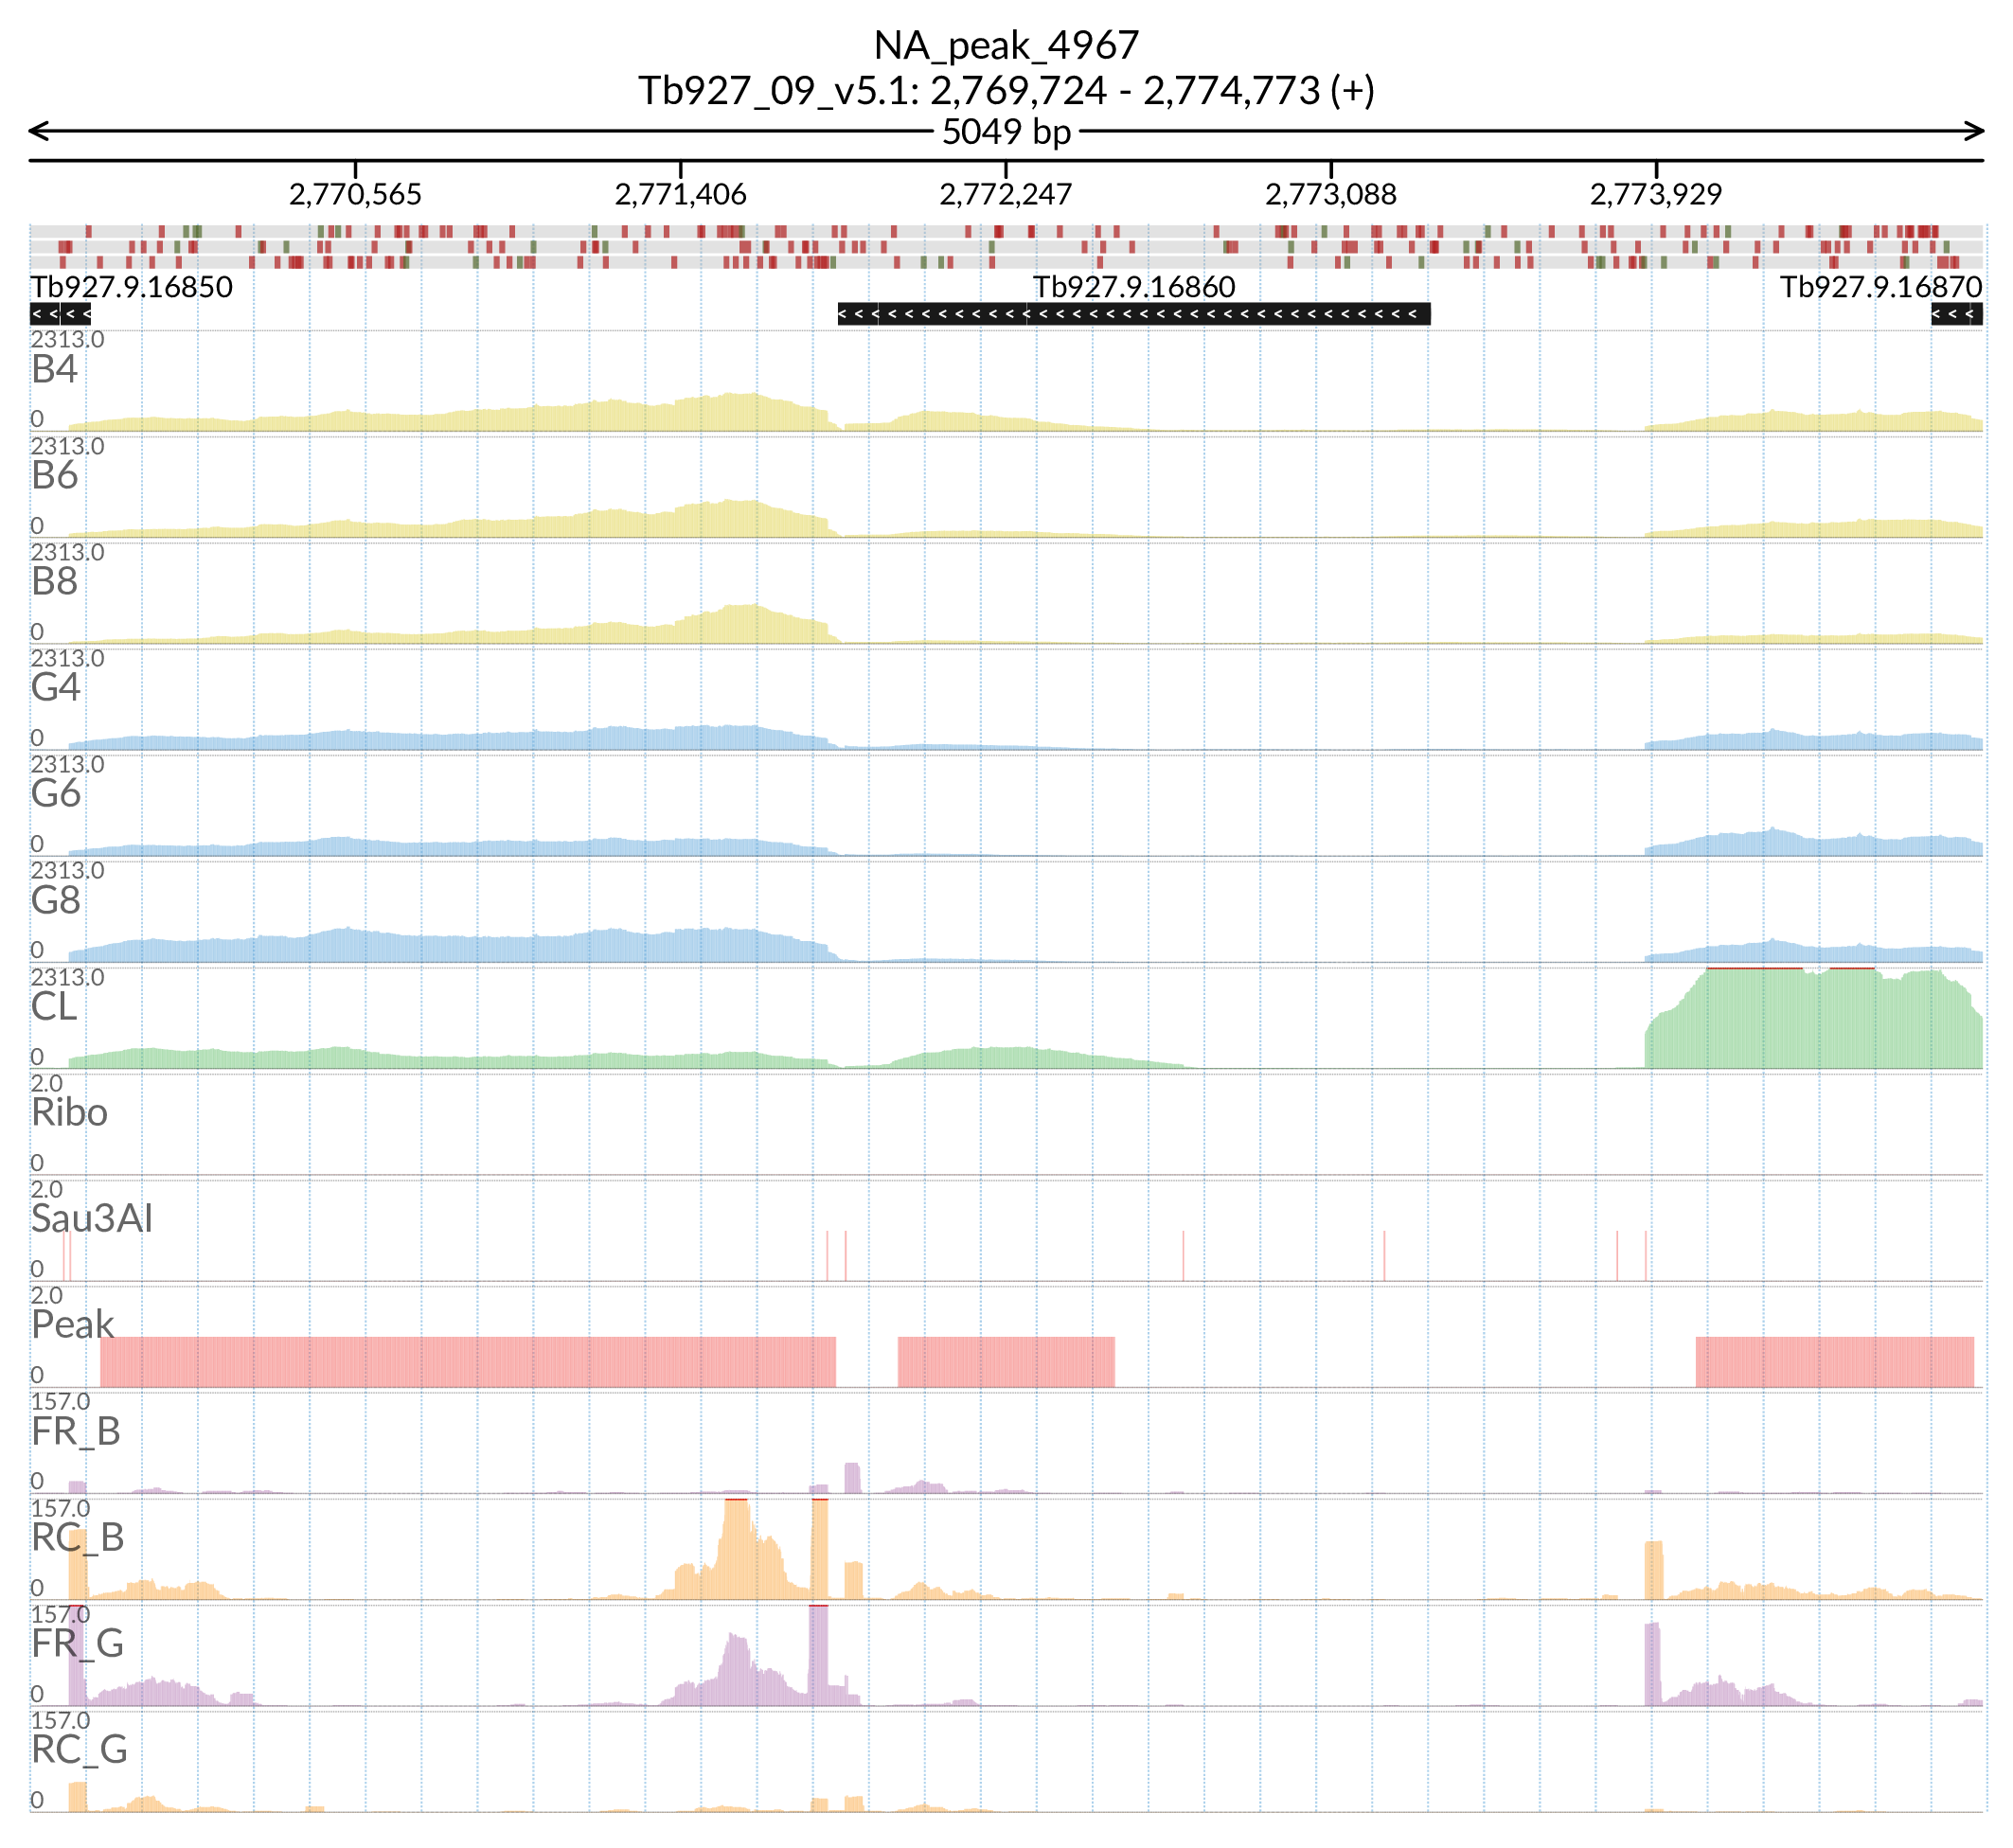 NA_peak_4967
Tb927_09_v5.1: 2,769,724 - 2,774,773 (+)
5049 bp
2,770,565 2,771,406 2,772,247 2,773,088 2,773,929
Tb927.9.16850 Tb927.9.16860 Tb927.9.16870
2313.0
B4
0
2313.0
B6
0
2313.0
B8
0
2313.0
G4
0
2313.0
G6
0
2313.0
G8
0
2313.0
CL
0
2.0
Ribo
0
2.0
Sau3AI
0
2.0
Peak
0
157.0
FR_B
0
157.0
RC_B
0
157.0
FR_G
0
157.0
RC_G
0